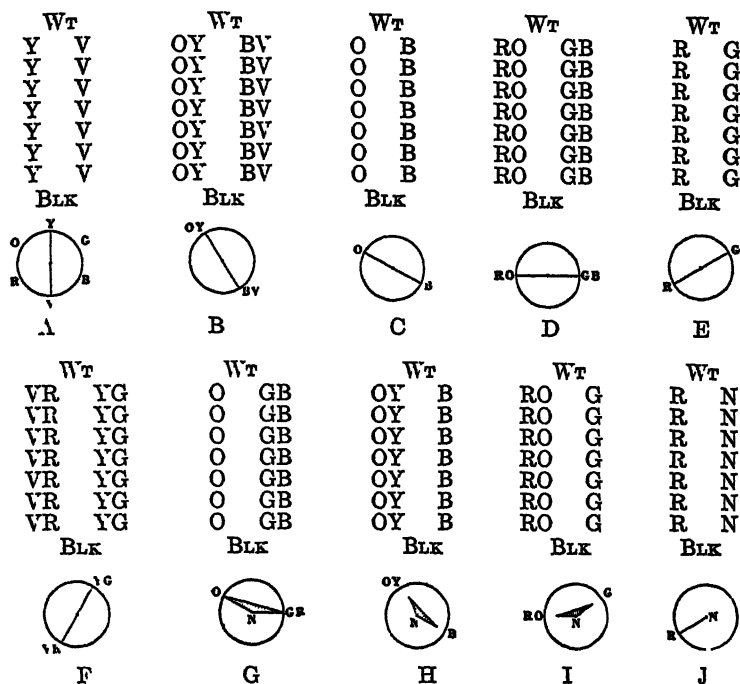 WT WT WT WT WT
Y V OY BV O B RO GB R G
Y V OY BV O B RO GB R G
Y V OY BV O B RO GB R G
Y V OY BV O B RO GB R G
Y V OY BV O B RO GB R G
Y V OY BV O B RO GB R G
Y V OY BV O B RO GB R G
BLK BLK BLK BLK BLK
Y OY
O G O G
RO GB
R B BV B R
V
A B C D E
WT WT WT WT WT
VR YG O GB OY B RO G R N
VR YG O GB OY B RO G R N
VR YG O GB OY B RO G R N
VR YG O GB OY B RO G R N
VR YG O GB OY B RO G R N
VR YG O GB OY B RO G R N
VR YG O GB OY B RO G R N
BLK BLK BLK BLK BLK
YG O OY G
GB RO N
N N N R
VR B
F G H I J